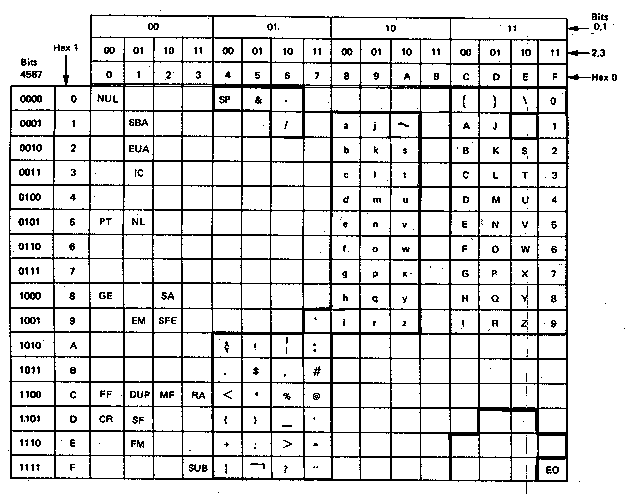 Bits
00 01 10 11 0,1
Hex 1 00 01 10 11 00 01 10 11 00 01 10 11 00 01 10 11 2,3
Bits
4567 0 1 2 3 4 5 6 7 8 9 A B C D E F Hex 0
0000 0 NUL SP & - { } \ 0
0001 1 SBA / a j ~ A J 1
0010 2 EUA b k s B K S 2
0011 3 IC c l t C L T 3
0100 4 d m u D M U 4
0101 5 PT NL e n v E N V 5
0110 6 f o w F O W 6
0111 7 g p x G P X 7
1000 8 GE SA h q y H Q Y 8
1001 9 EM SFE ` i r z I R Z 9
1010 A ¢ ! ¦ :
1011 B . $ , #
1100 C FF DUP MF RA < * % @
1101 D CR SF ( ) _ '
1110 E FM + ; > =
1111 F SUB | ¬ ? " EO